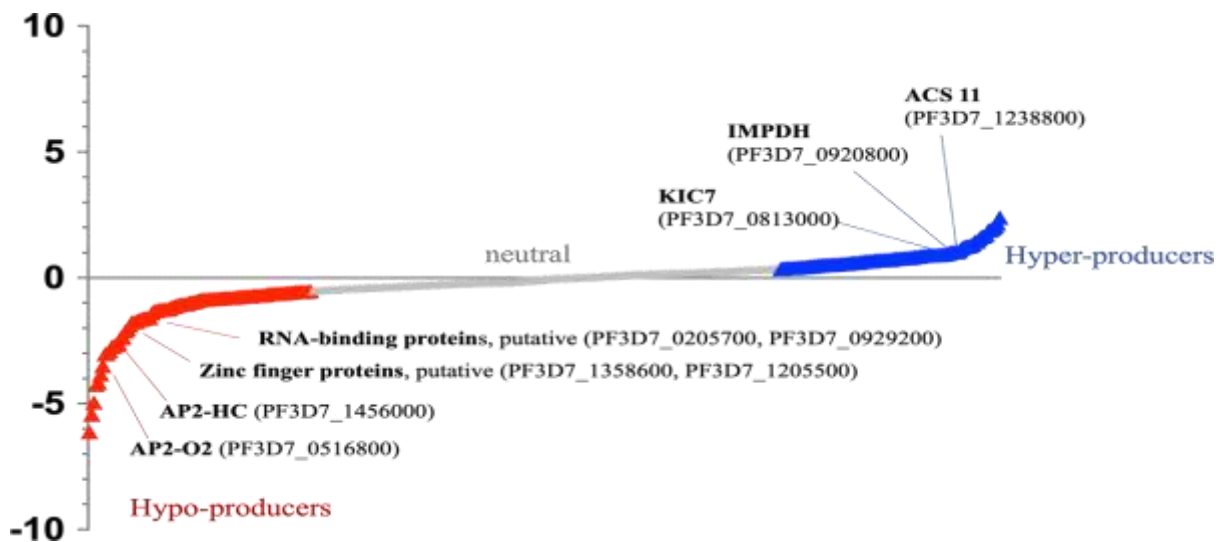 10
ACS 11
(PF3D7_1238800)
IMPDH
(PF3D7_0920800)
5
KIC7
(PF3D7_0813000)
neutral
Hyper-producers
0
RNA-binding proteins, putative (PF3D7_0205700, PF3D7_0929200)
Zinc finger proteins, putative (PF3D7_1358600, PF3D7_1205500)
-5
AP2-HC (PF3D7_1456000)
AP2-O2 (PF3D7_0516800)
Hypo-producers
-10